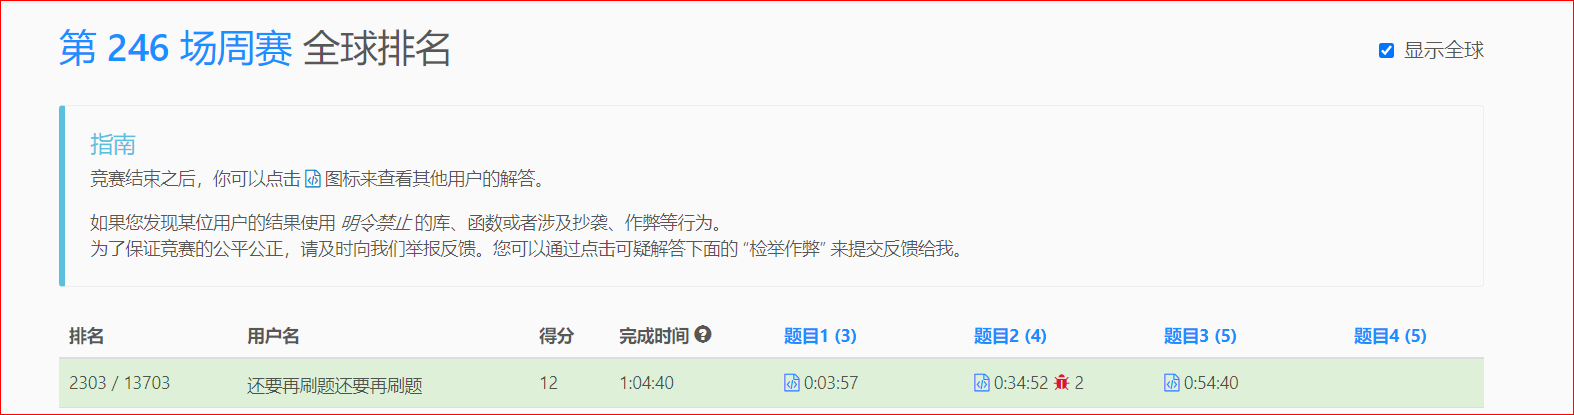 第 246 场周赛 全球排名
显示全球
指南
竞赛结束之后，你可以点击 图标来查看其他用户的解答。
如果您发现某位用户的结果使用 明令禁止 的库、函数或者涉及抄袭、作弊等行为。
为了保证竞赛的公平公正，请及时向我们举报反馈。您可以通过点击可疑解答下面的 “检举作弊” 来提交反馈给我。
排名 用户名 得分 完成时间 题目1 (3) 题目2 (4) 题目3 (5) 题目4 (5)
2303 / 13703 还要再刷题还要再刷题 12 1:04:40 0:03:57 0:34:52 2 0:54:40